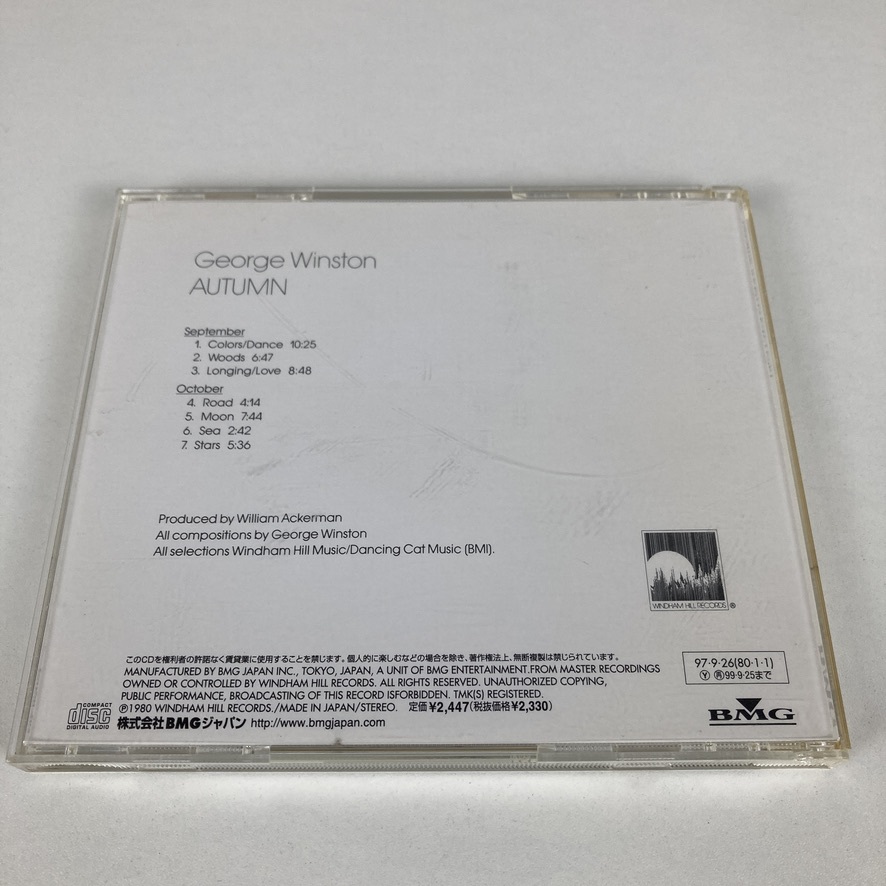 George Winston
AUTUMN
September
1. Colors/Dance 10:25
2. Woods 6:47
3. Longing/Love 8:48
October
4. Road 4:14
5. Moon 7:44
6. Sea 2:42
7. Stars 5:36
Produced by William Ackerman
All compositions by George Winston
All selections Windham Hill Music/Dancing Cat Music (BMI).
WINDHAM HILL RECORDS ®
このCDを権利者の許諾なく賃貸業に使用することを禁じます。個人的に楽しむなどの場合を除き、著作権法上、無断複製は禁じられています。
MANUFACTURED BY BMG JAPAN INC., TOKYO, JAPAN, A UNIT OF BMG ENTERTAINMENT.FROM MASTER RECORDINGS
OWNED OR CONTROLLED BY WINDHAM HILL RECORDS. ALL RIGHTS RESERVED. UNAUTHORIZED COPYING,
PUBLIC PERFORMANCE, BROADCASTING OF THIS RECORD ISFORBIDDEN. TMK(S) REGISTERED.
℗1980 WINDHAM HILL RECORDS./MADE IN JAPAN/STEREO. 定価¥2,447(税抜価格¥2,330)
COMPACT
disc
DIGITAL AUDIO
株式会社BMGジャパン http://www.bmgjapan.com
97・9・26(80・1・1)
Ⓨ㊞99・9・25まで
BMG